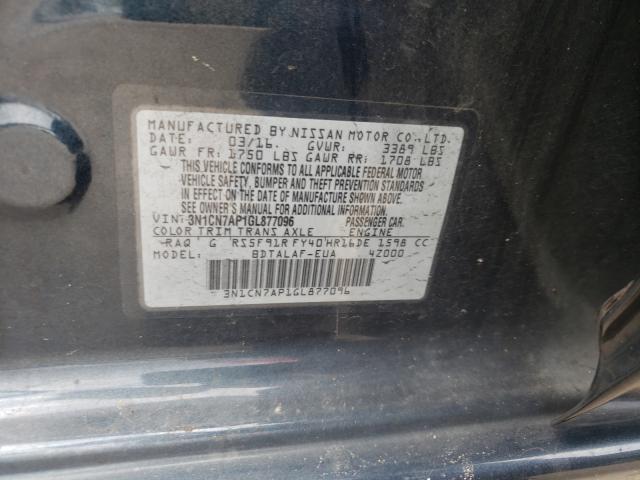 MANUFACTURED BY NISSAN MOTOR CO., LTD.
DATE: 03/16 GVWR: 3389 LBS
GAWR FR: 1750 LBS GAWR RR: 1708 LBS
THIS VEHICLE CONFORMS TO ALL APPLICABLE FEDERAL MOTOR
VEHICLE SAFETY, BUMPER AND THEFT PREVENTION STANDARDS
IN EFFECT ON THE DATE OF MANUFACTURE SHOWN ABOVE.
SEE OWNER'S MANUAL FOR ADDITIONAL INFORMATION.
VIN: 3N1CN7AP1GL877096 PASSENGER CAR.
COLOR TRIM TRANS AXLE ENGINE
RAQ G RS5F91R FY40 HR16DE 1598 CC
MODEL: BDTALAF-EUA 42000
3N1CN7AP1GL877096